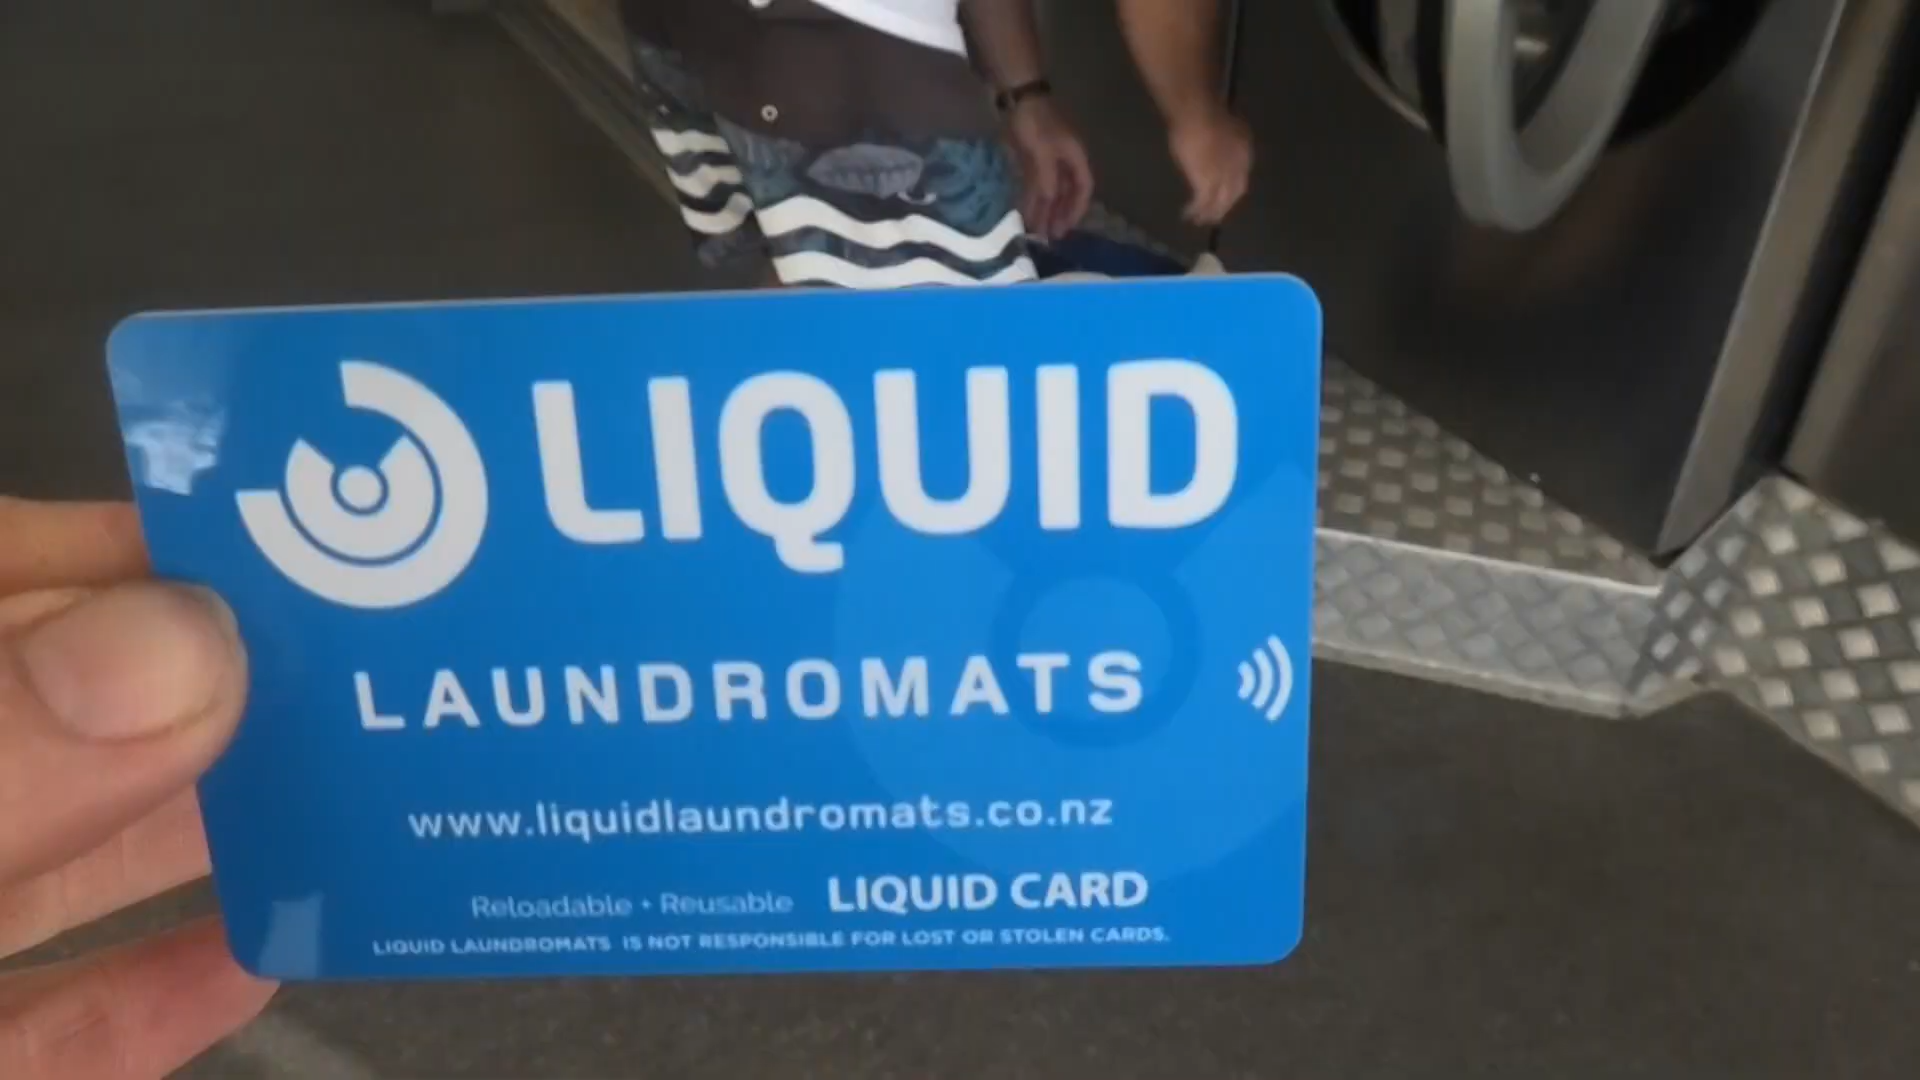 LIQUID
LAUNDROMATS
www.liquidlaundromats.co.nz
Reloadable • Reusable LIQUID CARD
LIQUID LAUNDROMATS IS NOT RESPONSIBLE FOR LOST OR STOLEN CARDS.